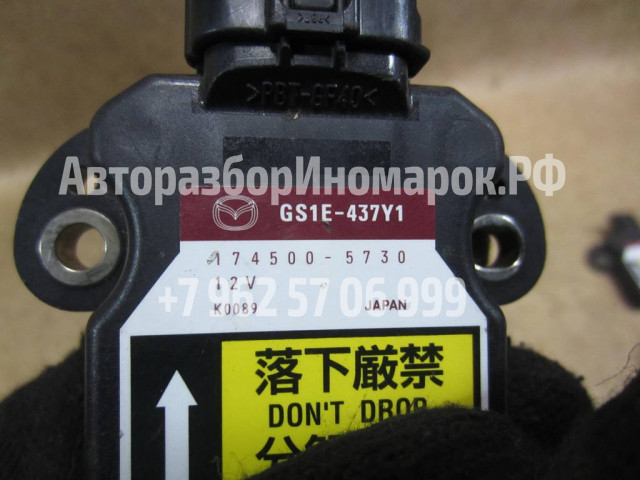 >PBT-GF40<
АвторазборИномарок.РФ
GS1E-437Y1
174500-5730
12V
+7 962 57 06 999
K0089 JAPAN
落下厳禁
DON'T DROP